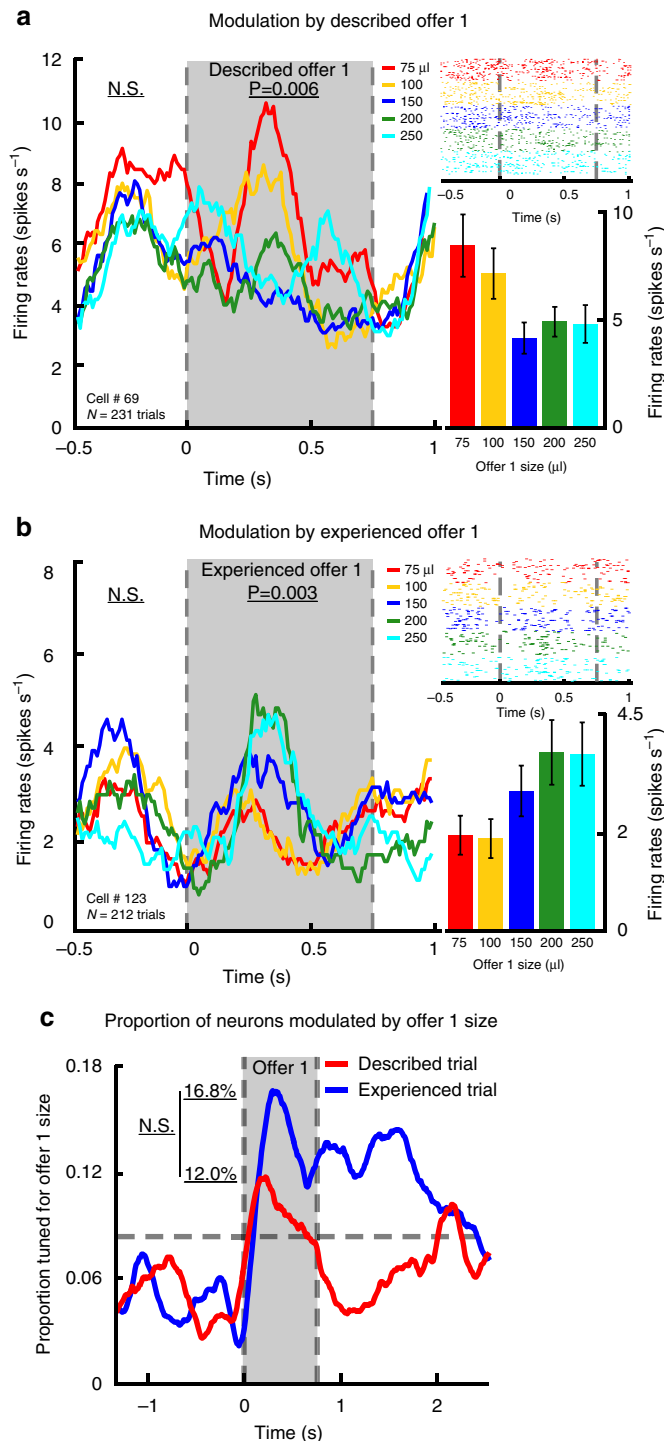 a
Modulation by described offer 1
12
10
8
6
4
2
0
Firing rates (spikes s⁻¹)
N.S.
Described offer 1
P=0.006
75 µl
100
150
200
250
Cell # 69
N = 231 trials
−0.5
0
0.5
1
Time (s)
−0.5
0
0.5
1
Time (s)
10
5
0
Firing rates (spikes s⁻¹)
75 100 150 200 250
Offer 1 size (µl)
b
Modulation by experienced offer 1
8
6
4
2
0
Firing rates (spikes s⁻¹)
N.S.
Experienced offer 1
P=0.003
75 µl
100
150
200
250
Cell # 123
N = 212 trials
−0.5
0
0.5
1
Time (s)
−0.5
0
0.5
1
Time (s)
4.5
2
0
Firing rates (spikes s⁻¹)
75 100 150 200 250
Offer 1 size (µl)
c
Proportion of neurons modulated by offer 1 size
0.18
0.12
0.06
0
Proportion tuned for offer 1 size
Offer 1
16.8%
N.S.
12.0%
Described trial
Experienced trial
−1
0
1
2
Time (s)